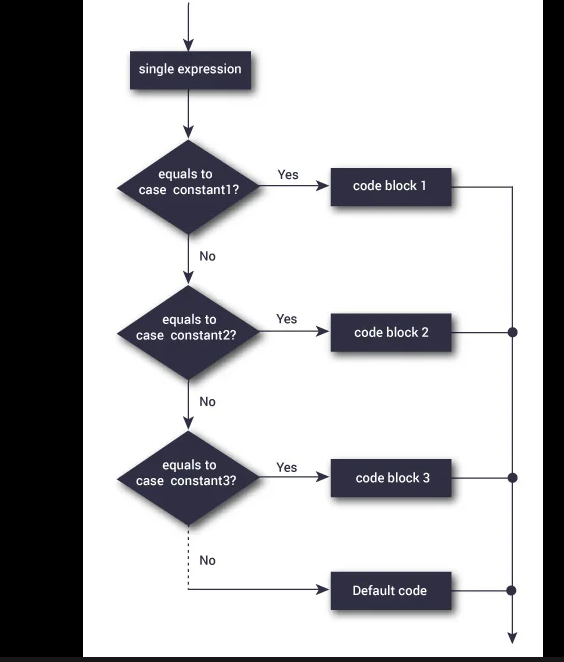 single expression
equals to
case constant1?
Yes
code block 1
No
equals to
case constant2?
Yes
code block 2
No
equals to
case constant3?
Yes
code block 3
No
Default code